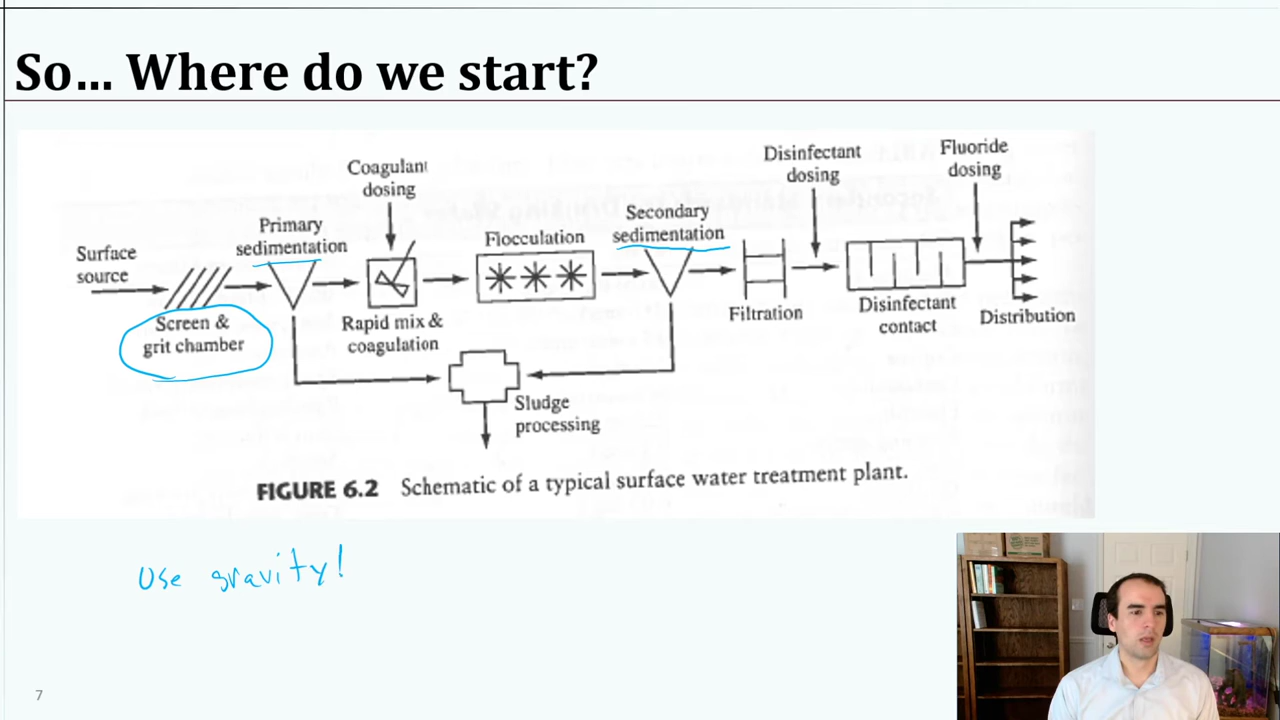 So... Where do we start?
Coagulant
dosing
Disinfectant
dosing
Fluoride
dosing
Primary
sedimentation
Secondary
sedimentation
Surface
source
Flocculation
Screen &
grit chamber
Rapid mix &
coagulation
Filtration
Disinfectant
contact
Distribution
Sludge
processing
FIGURE 6.2 Schematic of a typical surface water treatment plant.
Use gravity!
7